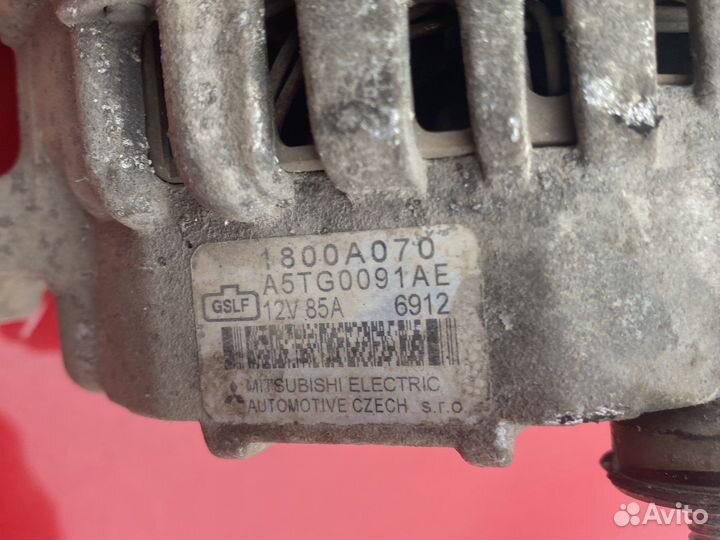 1800A070
A5TG0091AE
GSLF 12V 85A 6912
MITSUBISHI ELECTRIC
AUTOMOTIVE CZECH s.r.o.
Avito